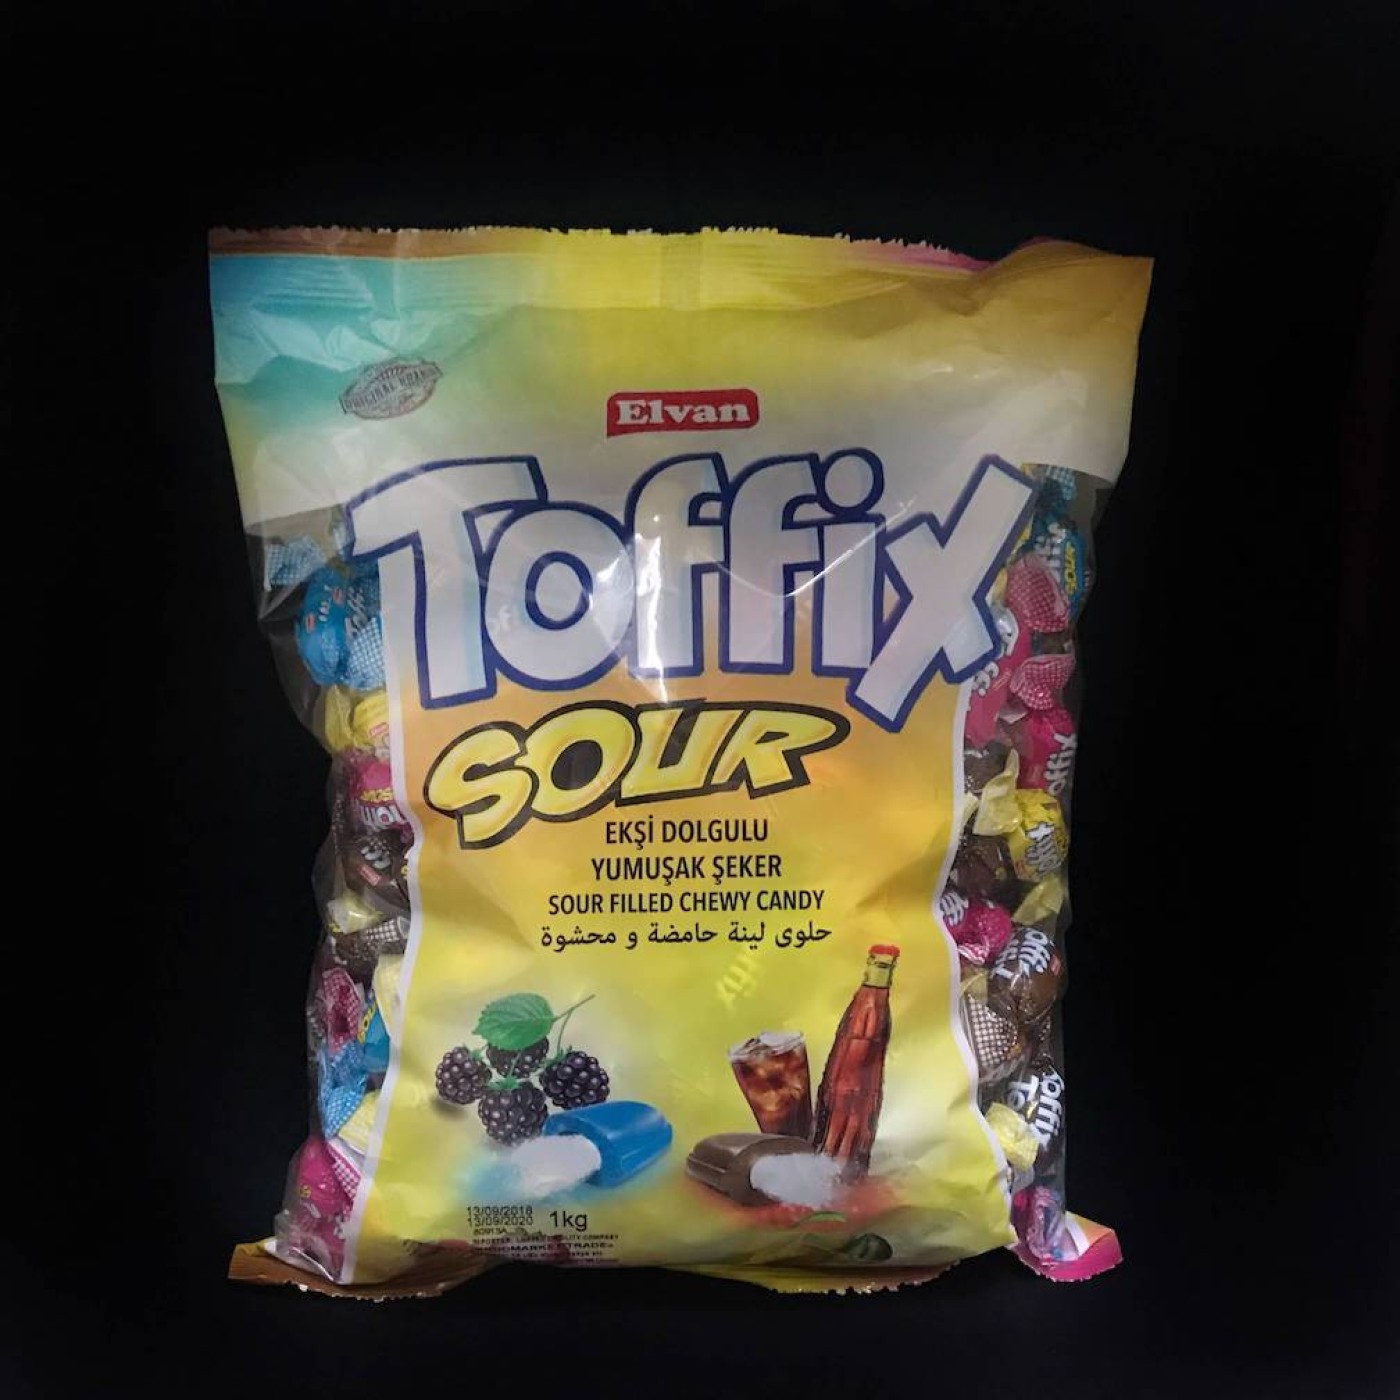 ORIGINAL BRAND
Elvan
Toffix
SOUR
EKŞİ DOLGULU
YUMUŞAK ŞEKER
SOUR FILLED CHEWY CANDY
حلوى لينة حامضة و محشوة
13/09/2018
13/09/2020
1kg